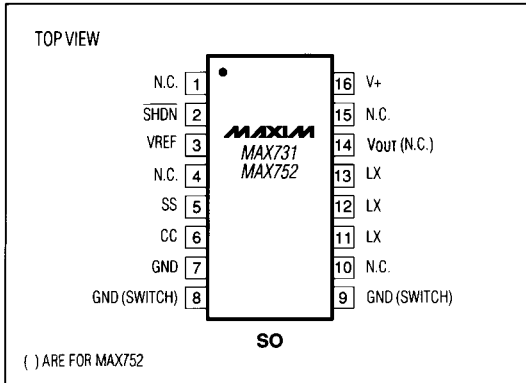 TOP VIEW
N.C. 1
SHDN 2
VREF 3
N.C. 4
SS 5
CC 6
GND 7
GND (SWITCH) 8
MAXIM
MAX731
MAX752
16 V+
15 N.C.
14 VOUT (N.C.)
13 LX
12 LX
11 LX
10 N.C.
9 GND (SWITCH)
SO
( ) ARE FOR MAX752